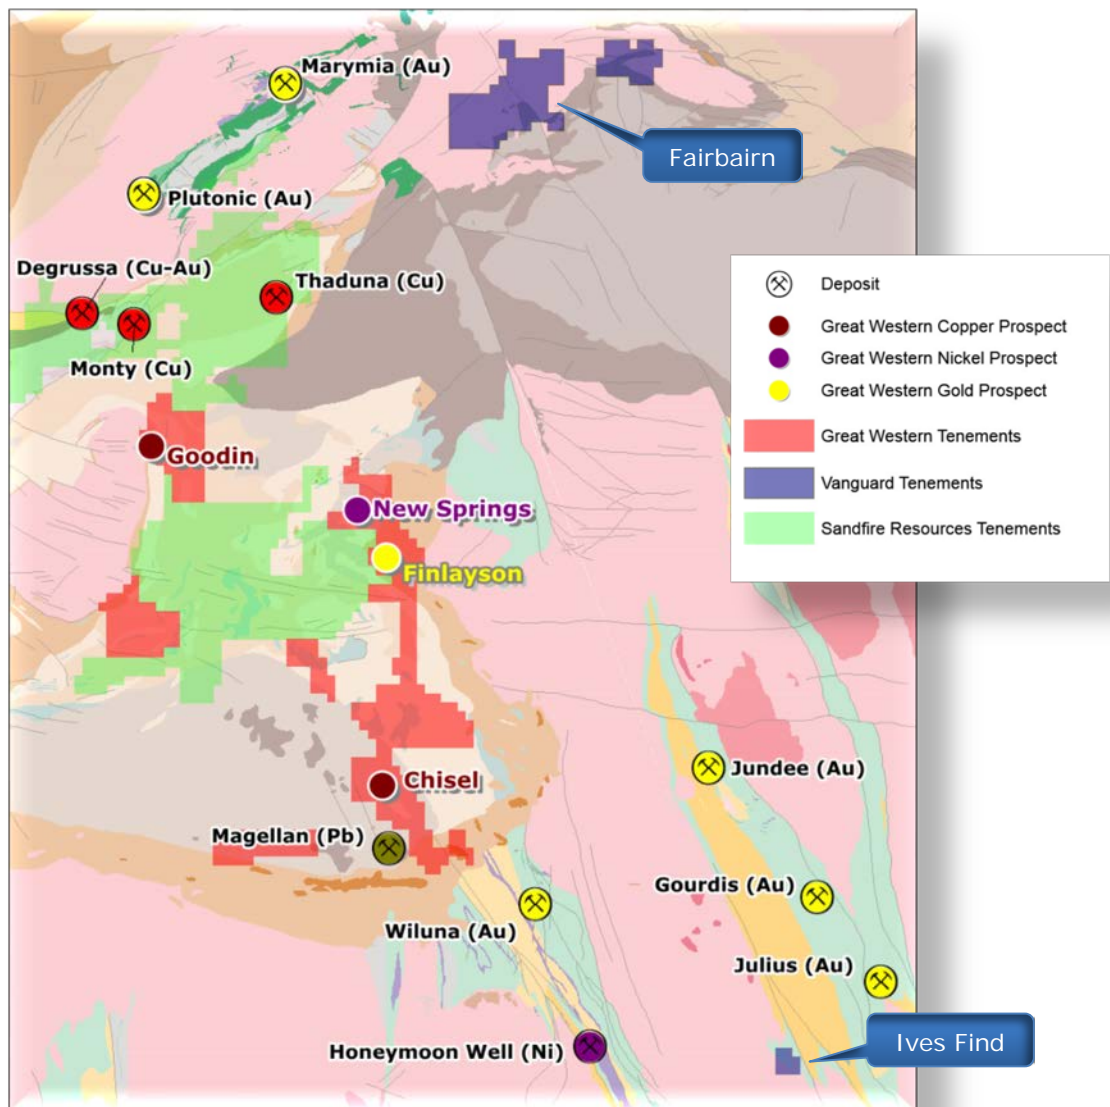 Marymia (Au)
Fairbairn
Plutonic (Au)
Degrussa (Cu-Au)
Thaduna (Cu)
Monty (Cu)
Deposit
Great Western Copper Prospect
Great Western Nickel Prospect
Great Western Gold Prospect
Great Western Tenements
Vanguard Tenements
Sandfire Resources Tenements
Goodin
New Springs
Finlayson
Jundee (Au)
Chisel
Magellan (Pb)
Gourdis (Au)
Wiluna (Au)
Julius (Au)
Ives Find
Honeymoon Well (Ni)